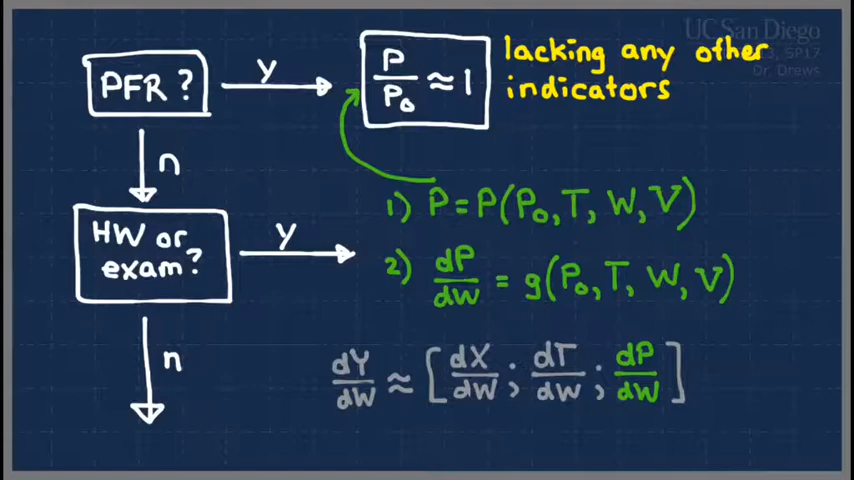 UC San Diego
SP17
Dr. Drews
PFR ?
y
P/P₀ ≈ 1
lacking any other
indicators
n
HW or
exam?
y
1) P = P(P₀, T, W, V)
2) dP/dW = g(P₀, T, W, V)
n
dY/dW ≈ [dX/dW ; dT/dW ; dP/dW]